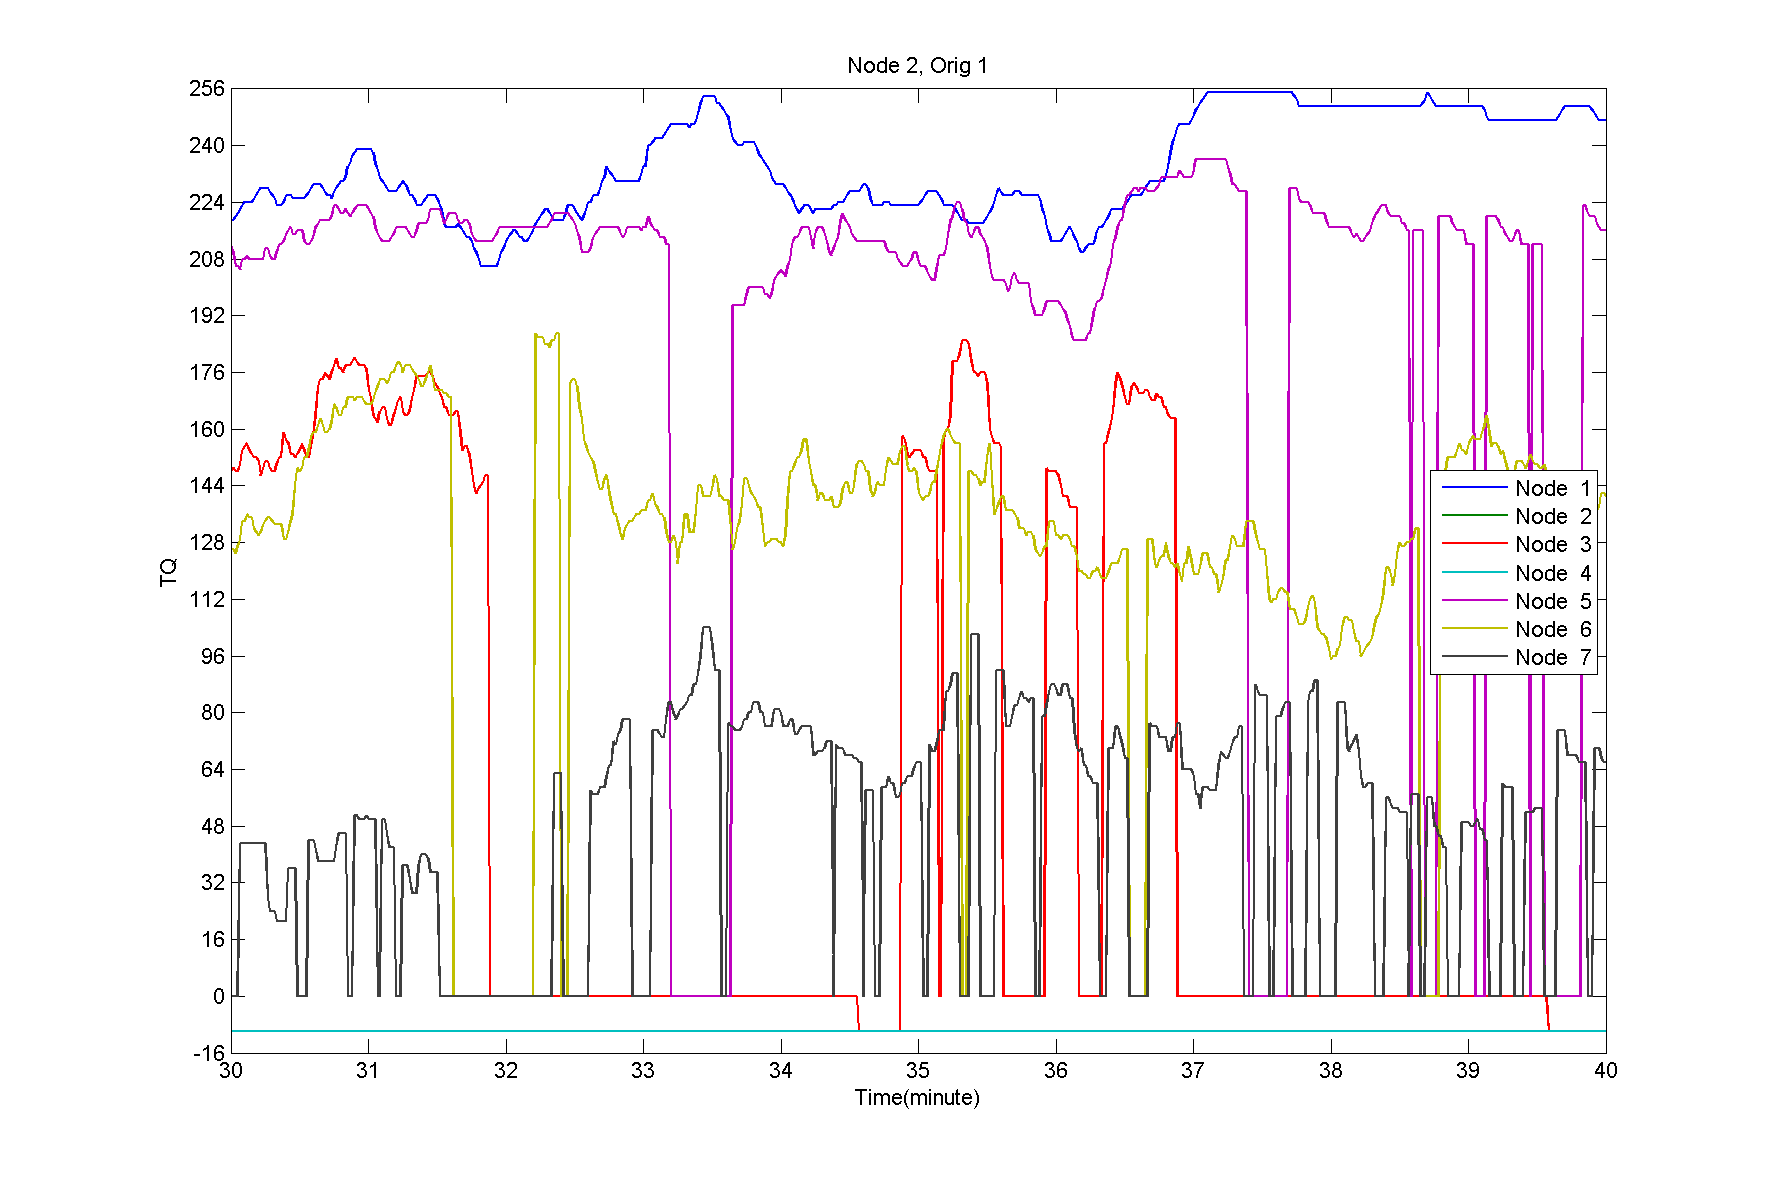 Node 2, Orig 1
256
240
224
208
192
176
160
144
128
112
96
80
64
48
32
16
0
-16
TQ
Node 1
Node 2
Node 3
Node 4
Node 5
Node 6
Node 7
30 31 32 33 34 35 36 37 38 39 40
Time(minute)